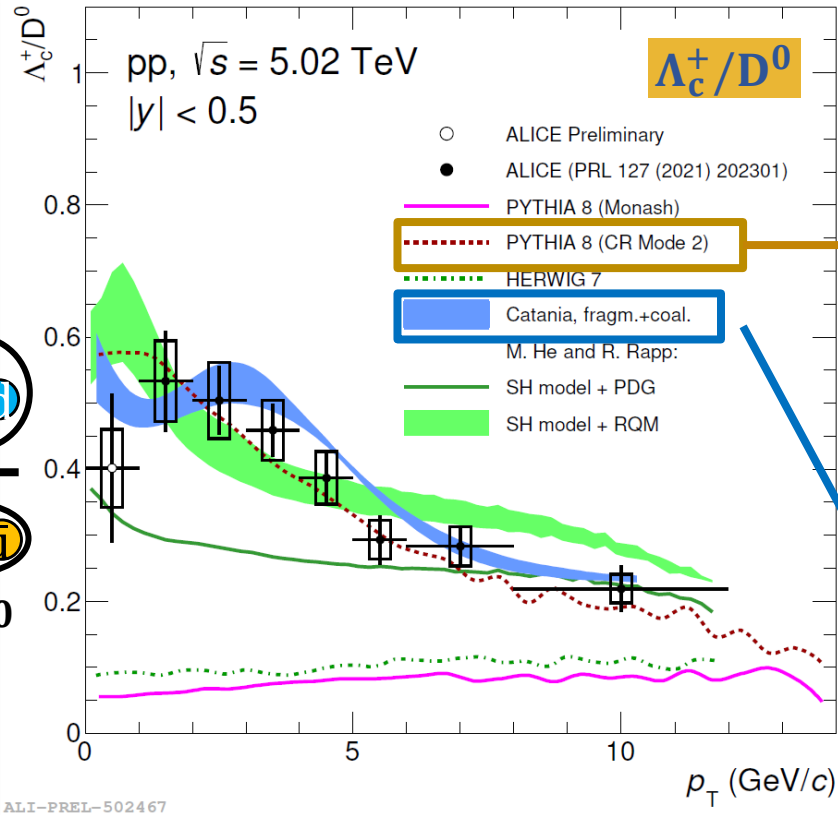 Λc+/D0
1
0.8
0.6
0.4
0.2
0
pp, √s = 5.02 TeV
|y| < 0.5
Λc+/D0
ALICE Preliminary
ALICE (PRL 127 (2021) 202301)
PYTHIA 8 (Monash)
PYTHIA 8 (CR Mode 2)
HERWIG 7
Catania, fragm.+coal.
M. He and R. Rapp:
SH model + PDG
SH model + RQM
0
0 5 10
pT (GeV/c)
ALI-PREL-502467